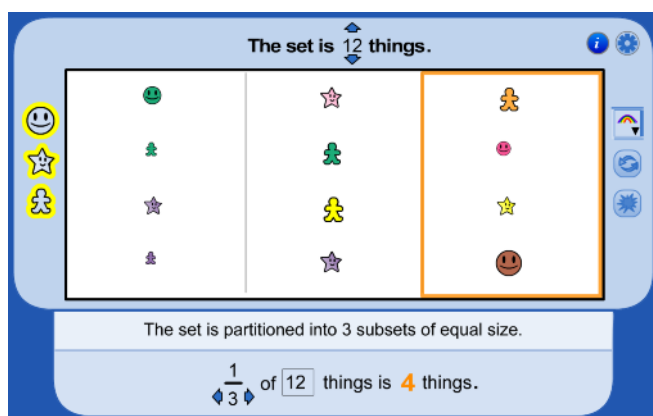 The set is 12 things.
i
The set is partitioned into 3 subsets of equal size.
1
3 of 12 things is 4 things.